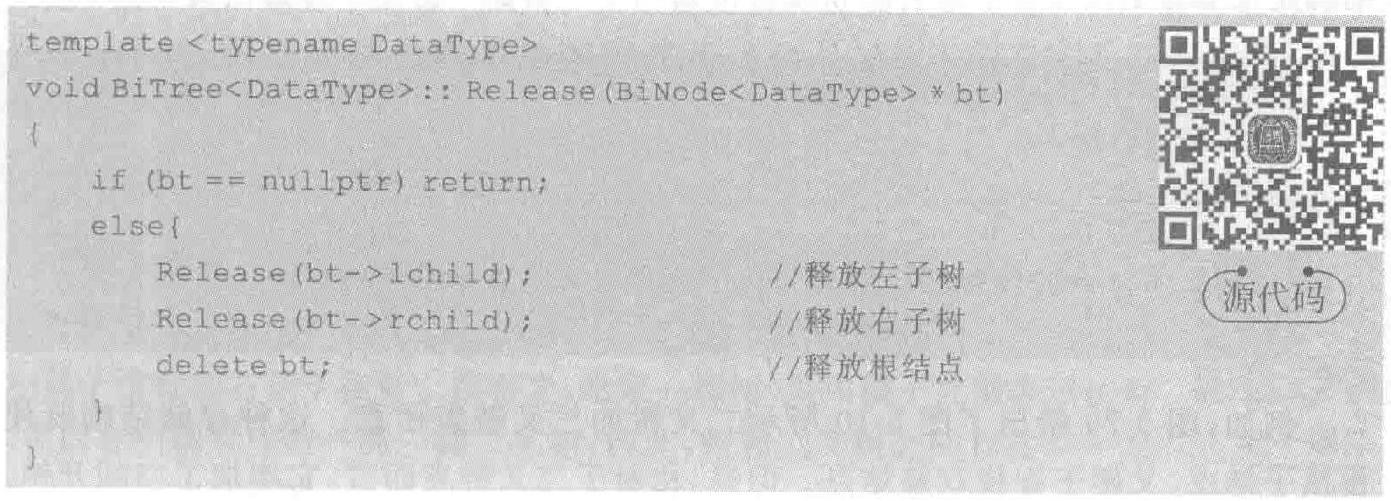 template <typename DataType>
void BiTree<DataType>:: Release(BiNode<DataType> * bt)
{
if (bt == nullptr) return;
else{
Release(bt->lchild); //释放左子树
Release(bt->rchild); //释放右子树
delete bt; //释放根结点
}
}
源代码